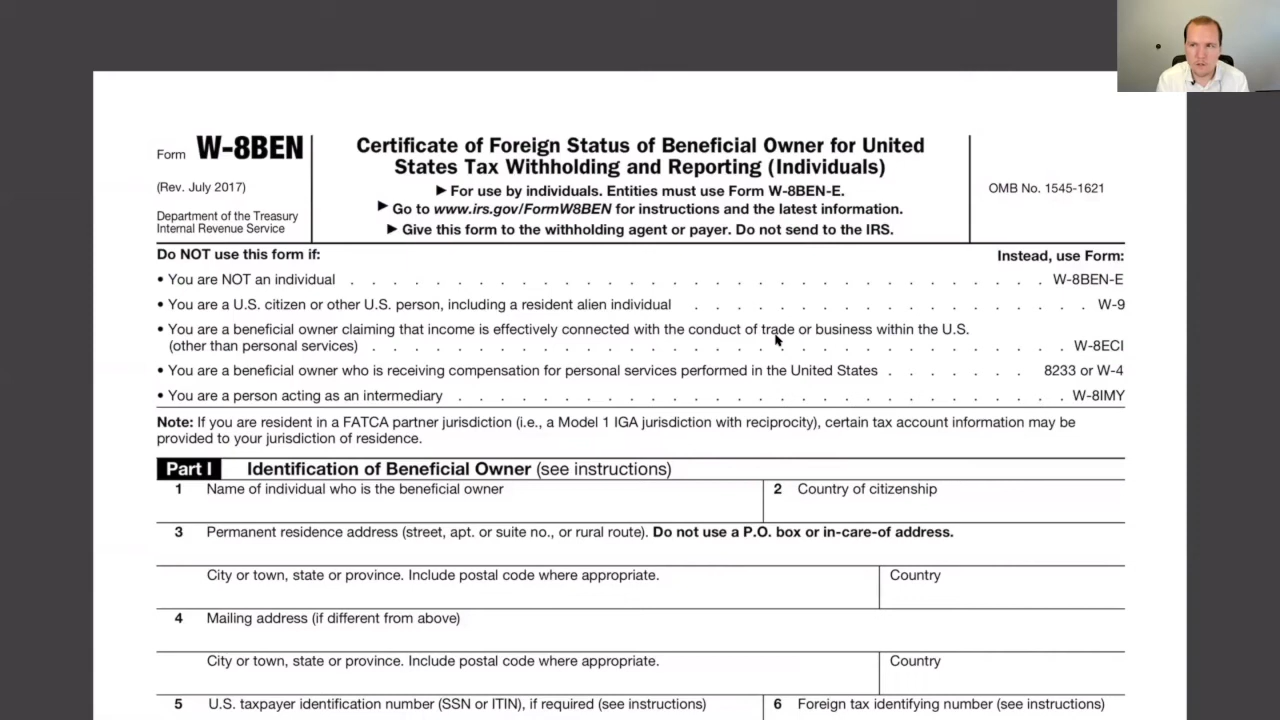 Form W-8BEN
(Rev. July 2017)
Department of the Treasury
Internal Revenue Service
Certificate of Foreign Status of Beneficial Owner for United
States Tax Withholding and Reporting (Individuals)
▶ For use by individuals. Entities must use Form W-8BEN-E.
▶ Go to www.irs.gov/FormW8BEN for instructions and the latest information.
▶ Give this form to the withholding agent or payer. Do not send to the IRS.
OMB No. 1545-1621
Do NOT use this form if: Instead, use Form:
• You are NOT an individual . . . . . . . . . . . . . . . . . . . . . . . . . . . . . . . . . W-8BEN-E
• You are a U.S. citizen or other U.S. person, including a resident alien individual . . . . . . . . . . . . . . . . . . W-9
• You are a beneficial owner claiming that income is effectively connected with the conduct of trade or business within the U.S.
(other than personal services) . . . . . . . . . . . . . . . . . . . . . . . . . . . . . . . . . W-8ECI
• You are a beneficial owner who is receiving compensation for personal services performed in the United States . . . . . . . 8233 or W-4
• You are a person acting as an intermediary . . . . . . . . . . . . . . . . . . . . . . . . . . . . W-8IMY
Note: If you are resident in a FATCA partner jurisdiction (i.e., a Model 1 IGA jurisdiction with reciprocity), certain tax account information may be
provided to your jurisdiction of residence.
Part I Identification of Beneficial Owner (see instructions)
1 Name of individual who is the beneficial owner
2 Country of citizenship
3 Permanent residence address (street, apt. or suite no., or rural route). Do not use a P.O. box or in-care-of address.
City or town, state or province. Include postal code where appropriate.
Country
4 Mailing address (if different from above)
City or town, state or province. Include postal code where appropriate.
Country
5 U.S. taxpayer identification number (SSN or ITIN), if required (see instructions)
6 Foreign tax identifying number (see instructions)